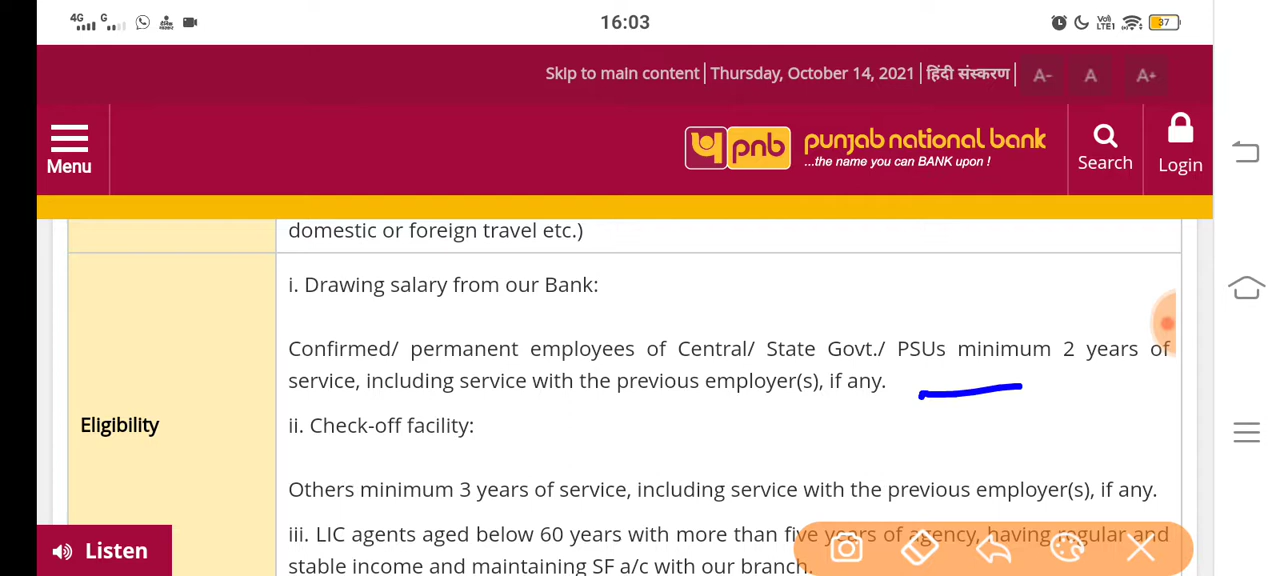 4G G 16:03 VoI) LTE1 37
Skip to main content Thursday, October 14, 2021 हिंदी संस्करण A- A A+
Menu
pnb punjab national bank
...the name you can BANK upon !
Search
Login
domestic or foreign travel etc.)
i. Drawing salary from our Bank:
Confirmed/ permanent employees of Central/ State Govt./ PSUs minimum 2 years of
service, including service with the previous employer(s), if any.
Eligibility
ii. Check-off facility:
Others minimum 3 years of service, including service with the previous employer(s), if any.
iii. LIC agents aged below 60 years with more than five years of agency, having regular and
stable income and maintaining SF a/c with our branch.
Listen